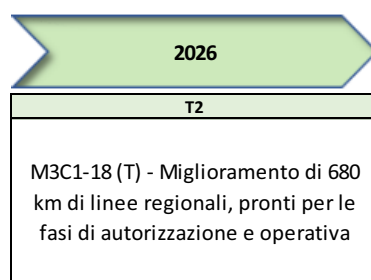 2026
T2
M3C1-18 (T) - Miglioramento di 680
km di linee regionali, pronti per le
fasi di autorizzazione e operativa